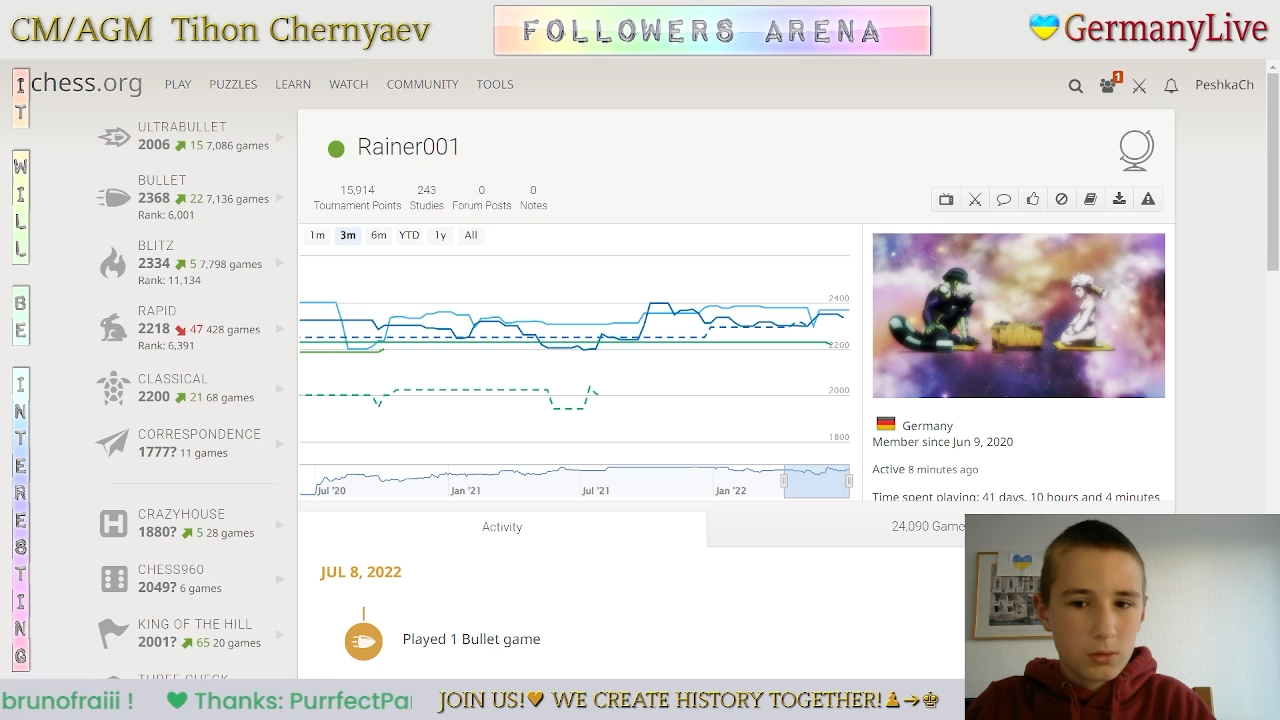 CM/AGM Tihon Chernyaev
FOLLOWERS ARENA
GermanyLive
IT
WILL
BE
INTERESTING
chess.org
PLAY PUZZLES LEARN WATCH COMMUNITY TOOLS
1
PeshkaCh
ULTRABULLET
2006 15 7,086 games
BULLET
2368 22 7,136 games
Rank: 6,001
BLITZ
2334 5 7,798 games
Rank: 11,134
RAPID
2218 47 428 games
Rank: 6,391
CLASSICAL
2200 21 68 games
CORRESPONDENCE
1777? 11 games
CRAZYHOUSE
1880? 5 28 games
CHESS960
2049? 6 games
KING OF THE HILL
2001? 65 20 games
THREE-CHECK
Rainer001
15,914 243 0 0
Tournament Points Studies Forum Posts Notes
1m 3m 6m YTD 1y All
2400
2200
2000
1800
Jul '20 Jan '21 Jul '21 Jan '22
Germany
Member since Jun 9, 2020
Active 8 minutes ago
Time spent playing: 41 days, 10 hours and 4 minutes
Activity
24,090 Game
JUL 8, 2022
Played 1 Bullet game
brunofraiii ! Thanks: PurrfectPa
JOIN US! WE CREATE HISTORY TOGETHER!